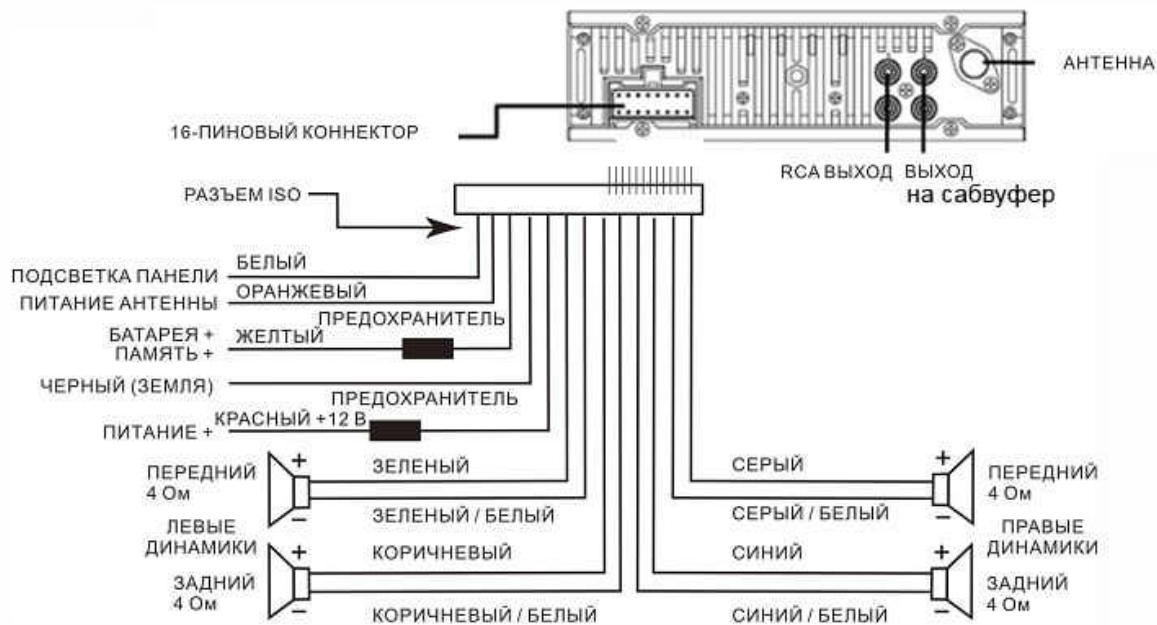 АНТЕННА
16-ПИНОВЫЙ КОННЕКТОР
RCA ВЫХОД
ВЫХОД
на сабвуфер
РАЗЪЕМ ISO
ПОДСВЕТКА ПАНЕЛИ
БЕЛЫЙ
ПИТАНИЕ АНТЕННЫ
ОРАНЖЕВЫЙ
ПРЕДОХРАНИТЕЛЬ
БАТАРЕЯ +
ПАМЯТЬ +
ЖЕЛТЫЙ
ЧЕРНЫЙ (ЗЕМЛЯ)
ПРЕДОХРАНИТЕЛЬ
ПИТАНИЕ +
КРАСНЫЙ +12 В
ПЕРЕДНИЙ
4 Ом
+
−
ЗЕЛЕНЫЙ
ЗЕЛЕНЫЙ / БЕЛЫЙ
ЛЕВЫЕ
ДИНАМИКИ
ЗАДНИЙ
4 Ом
+
−
КОРИЧНЕВЫЙ
КОРИЧНЕВЫЙ / БЕЛЫЙ
СЕРЫЙ
СЕРЫЙ / БЕЛЫЙ
+
−
ПЕРЕДНИЙ
4 Ом
ПРАВЫЕ
ДИНАМИКИ
СИНИЙ
СИНИЙ / БЕЛЫЙ
+
−
ЗАДНИЙ
4 Ом